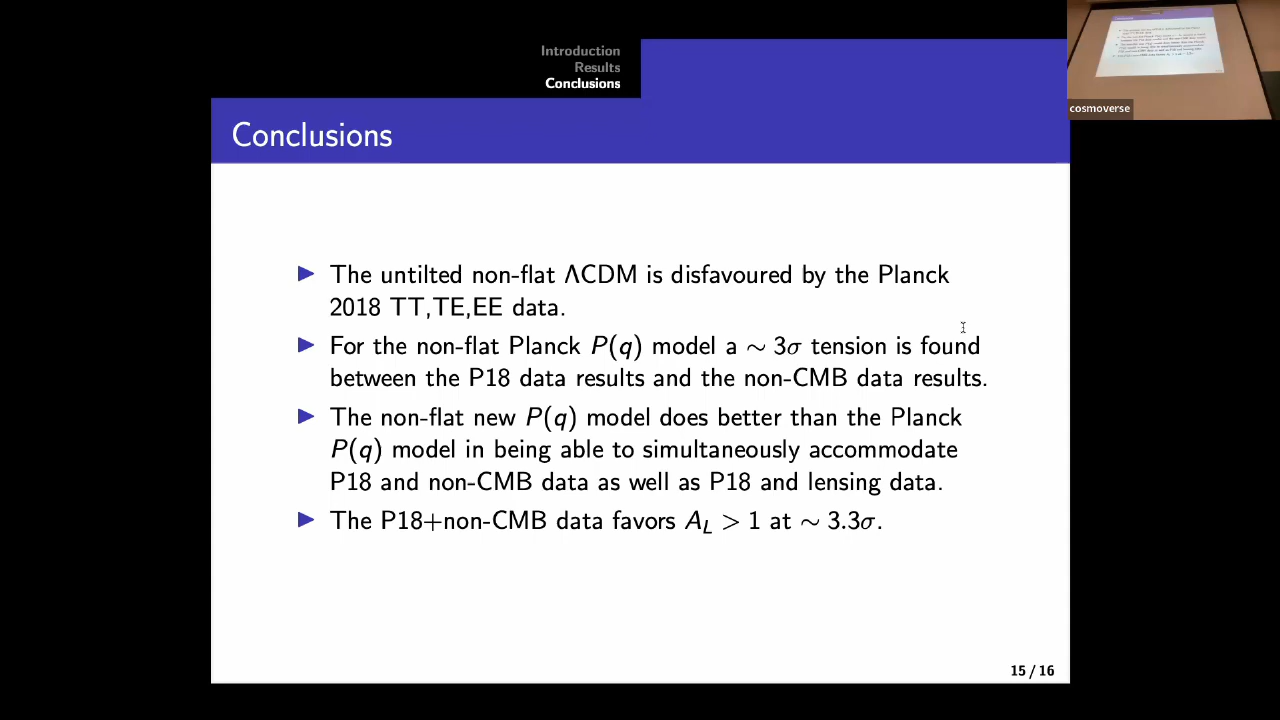 Introduction
Results
Conclusions
Conclusions
▶ The untilted non-flat ΛCDM is disfavoured by the Planck
2018 TT,TE,EE data.
▶ For the non-flat Planck P(q) model a ∼ 3σ tension is found
between the P18 data results and the non-CMB data results.
▶ The non-flat new P(q) model does better than the Planck
P(q) model in being able to simultaneously accommodate
P18 and non-CMB data as well as P18 and lensing data.
▶ The P18+non-CMB data favors A_L > 1 at ∼ 3.3σ.
15 / 16
cosmoverse